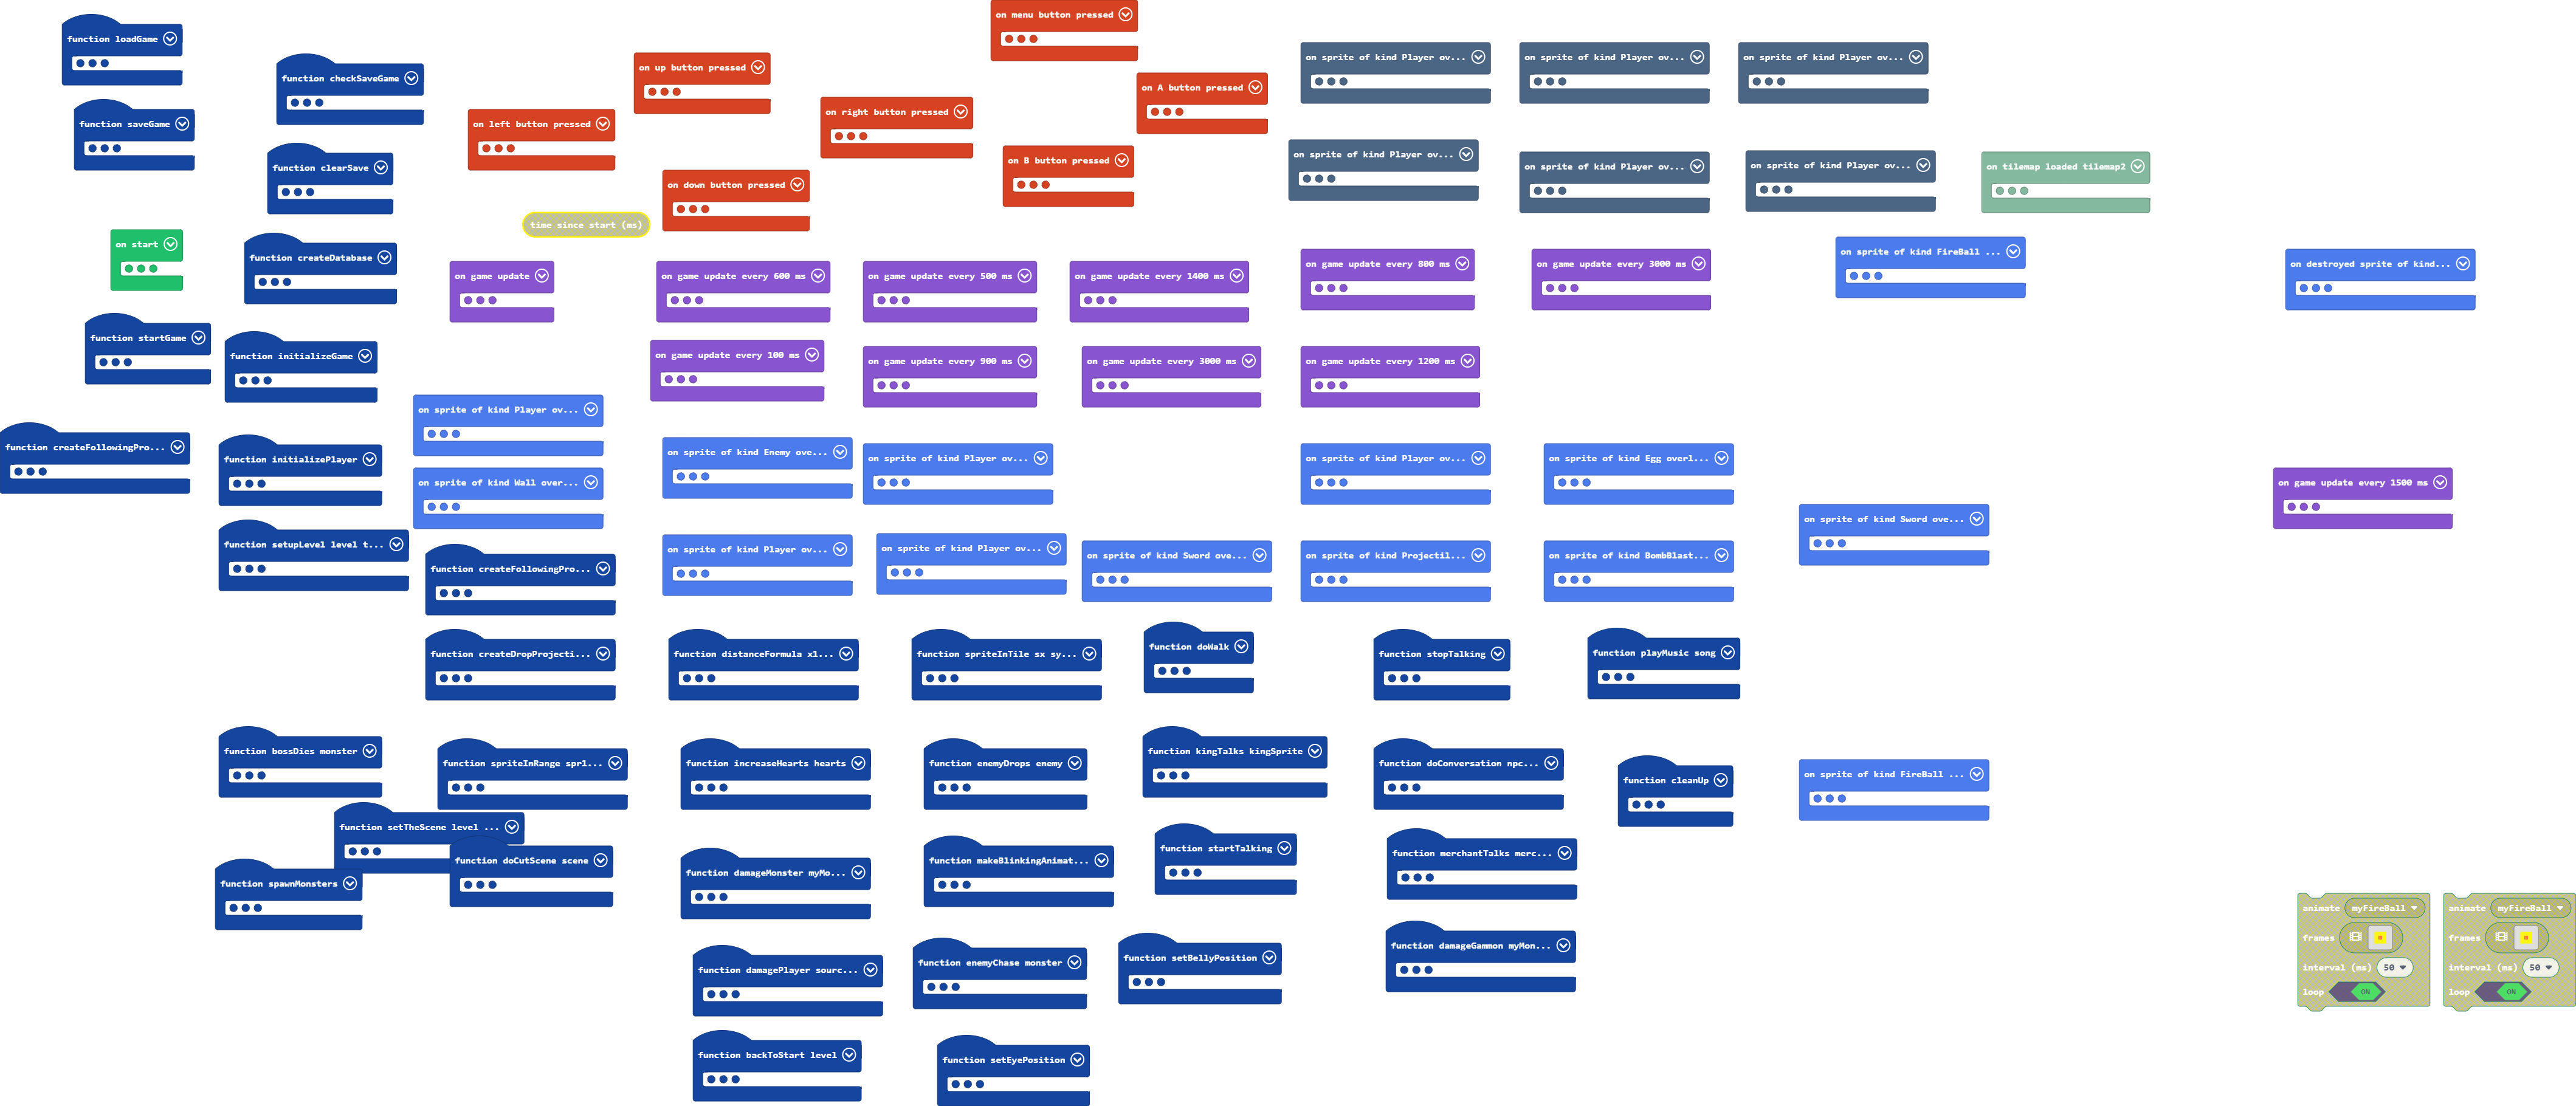 on menu button pressed
function loadGame
on sprite of kind Player ov...
on sprite of kind Player ov...
on sprite of kind Player ov...
on up button pressed
function checkSaveGame
on A button pressed
on right button pressed
function saveGame
on left button pressed
on B button pressed
on sprite of kind Player ov...
on sprite of kind Player ov...
on sprite of kind Player ov...
on tilemap loaded tilemap2
function clearSave
on down button pressed
time since start (ms)
on start
function createDatabase
on sprite of kind FireBall ...
on game update every 800 ms
on game update every 3000 ms
on destroyed sprite of kind...
on game update
on game update every 600 ms
on game update every 500 ms
on game update every 1400 ms
function startGame
function initializeGame
on game update every 100 ms
on game update every 900 ms
on game update every 3000 ms
on game update every 1200 ms
on sprite of kind Player ov...
function createFollowingPro...
function initializePlayer
on sprite of kind Enemy ove...
on sprite of kind Player ov...
on sprite of kind Player ov...
on sprite of kind Egg overl...
on sprite of kind Wall over...
on game update every 1500 ms
on sprite of kind Sword ove...
function setupLevel level t...
on sprite of kind Player ov...
on sprite of kind Player ov...
on sprite of kind Sword ove...
on sprite of kind Projectil...
on sprite of kind BombBlast...
function createFollowingPro...
function createDropProjecti...
function distanceFormula x1...
function spriteInTile sx sy...
function doWalk
function stopTalking
function playMusic song
function bossDies monster
function spriteInRange spr1...
function increaseHearts hearts
function enemyDrops enemy
function kingTalks kingSprite
function doConversation npc...
function cleanUp
on sprite of kind FireBall ...
function setTheScene level ...
function doCutScene scene
function damageMonster myMo...
function makeBlinkingAnimat...
function startTalking
function merchantTalks merc...
function spawnMonsters
animate myFireBall
frames
interval (ms) 50
loop ON
animate myFireBall
frames
interval (ms) 50
loop ON
function damagePlayer sourc...
function enemyChase monster
function setBellyPosition
function damageGammon myMon...
function backToStart level
function setEyePosition